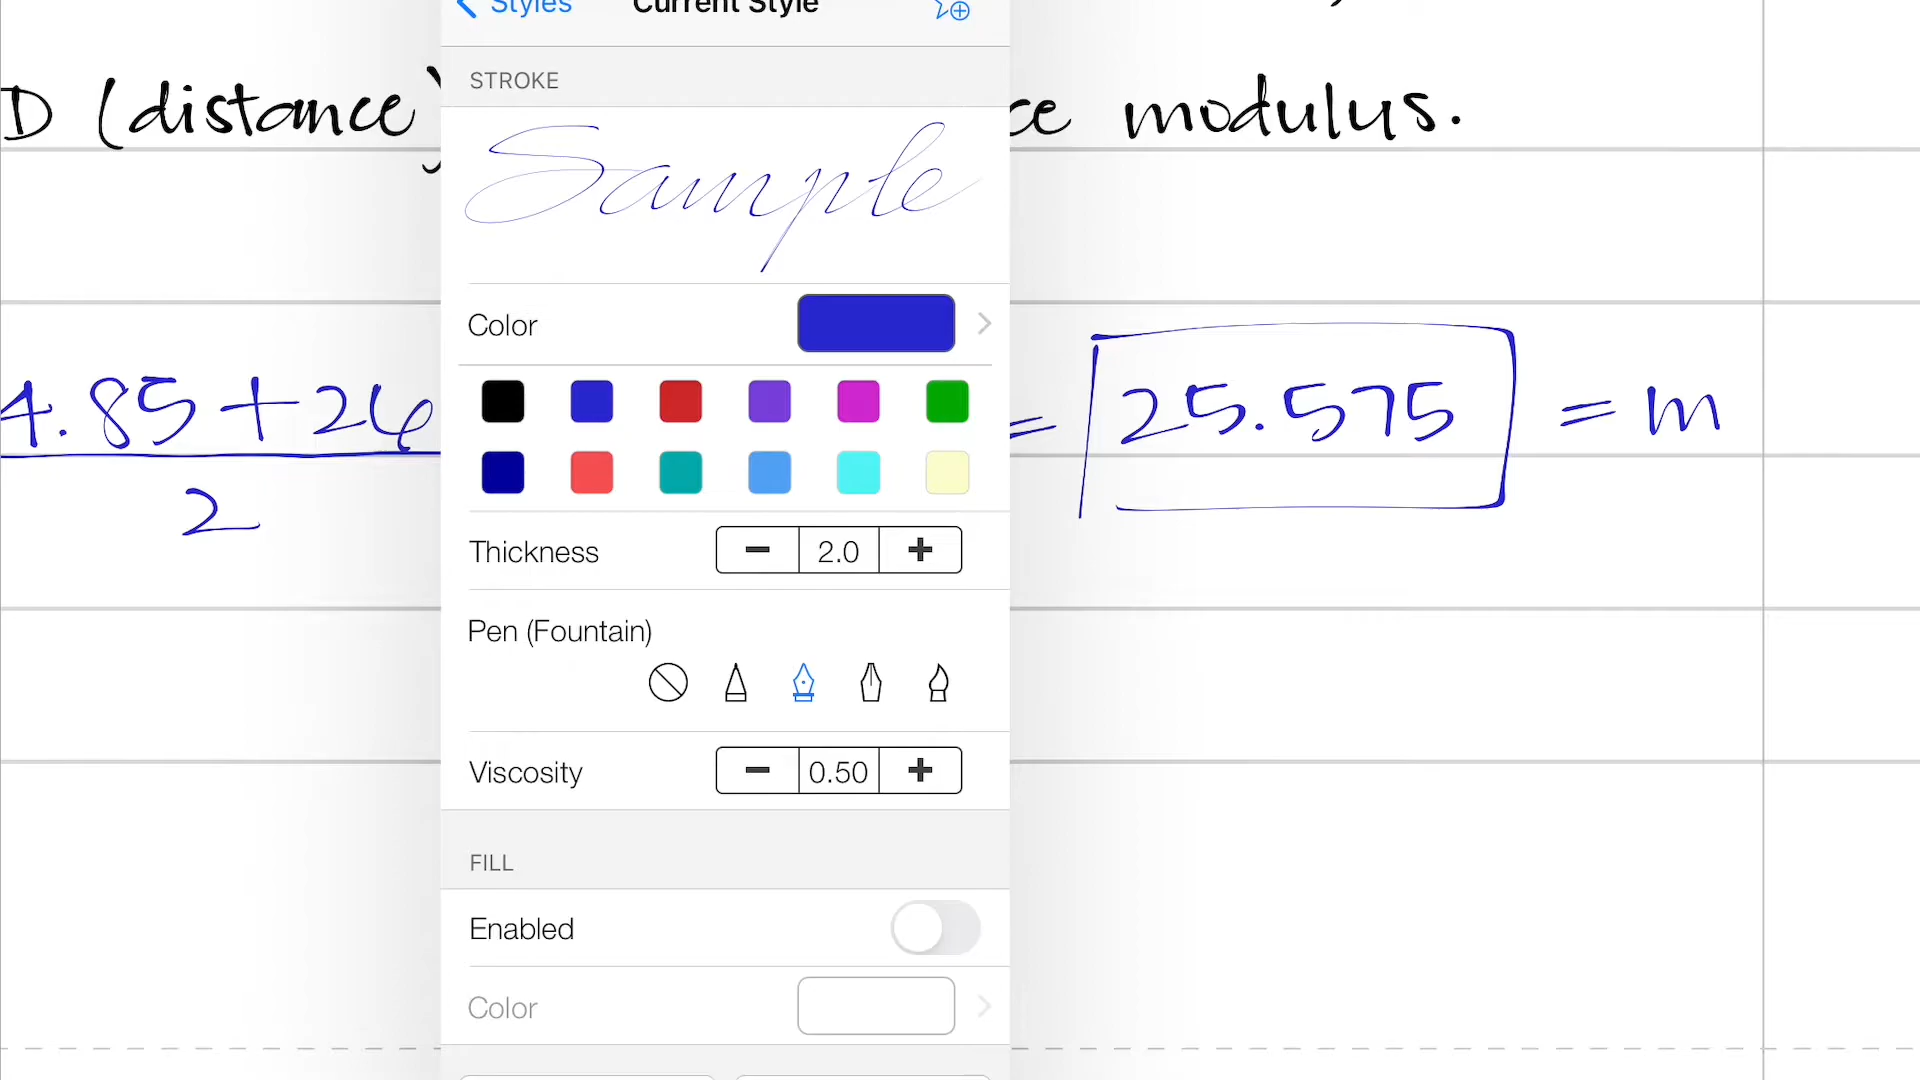 Styles Current Style
STROKE
D (distance) ce modulus.
Sample
Color
4.85 + 26 = 25.575 = m
2
Thickness - 2.0 +
Pen (Fountain)
Viscosity - 0.50 +
FILL
Enabled
Color